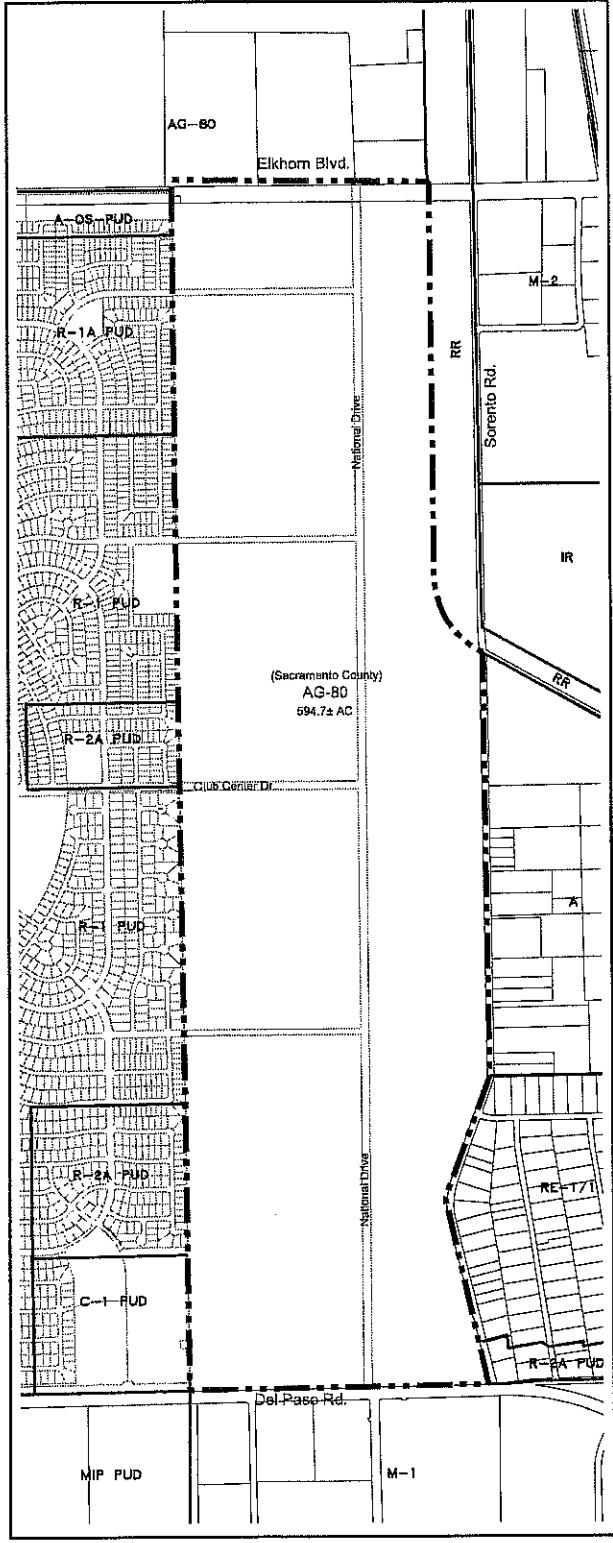 AG-80
Elkhorn Blvd.
A-OS-PUD
M-2
R-1A PUD
RR
Sorento Rd.
National Drive
IR
R-1 PUD
(Sacramento County)
AG-80
594.7± AC
RR
R-2A PUD
Club Center Dr.
A
R-1 PUD
R-2A PUD
RE-1/1
National Drive
C-1 PUD
R-2A PUD
Del Paso Rd.
MIP PUD
M-1